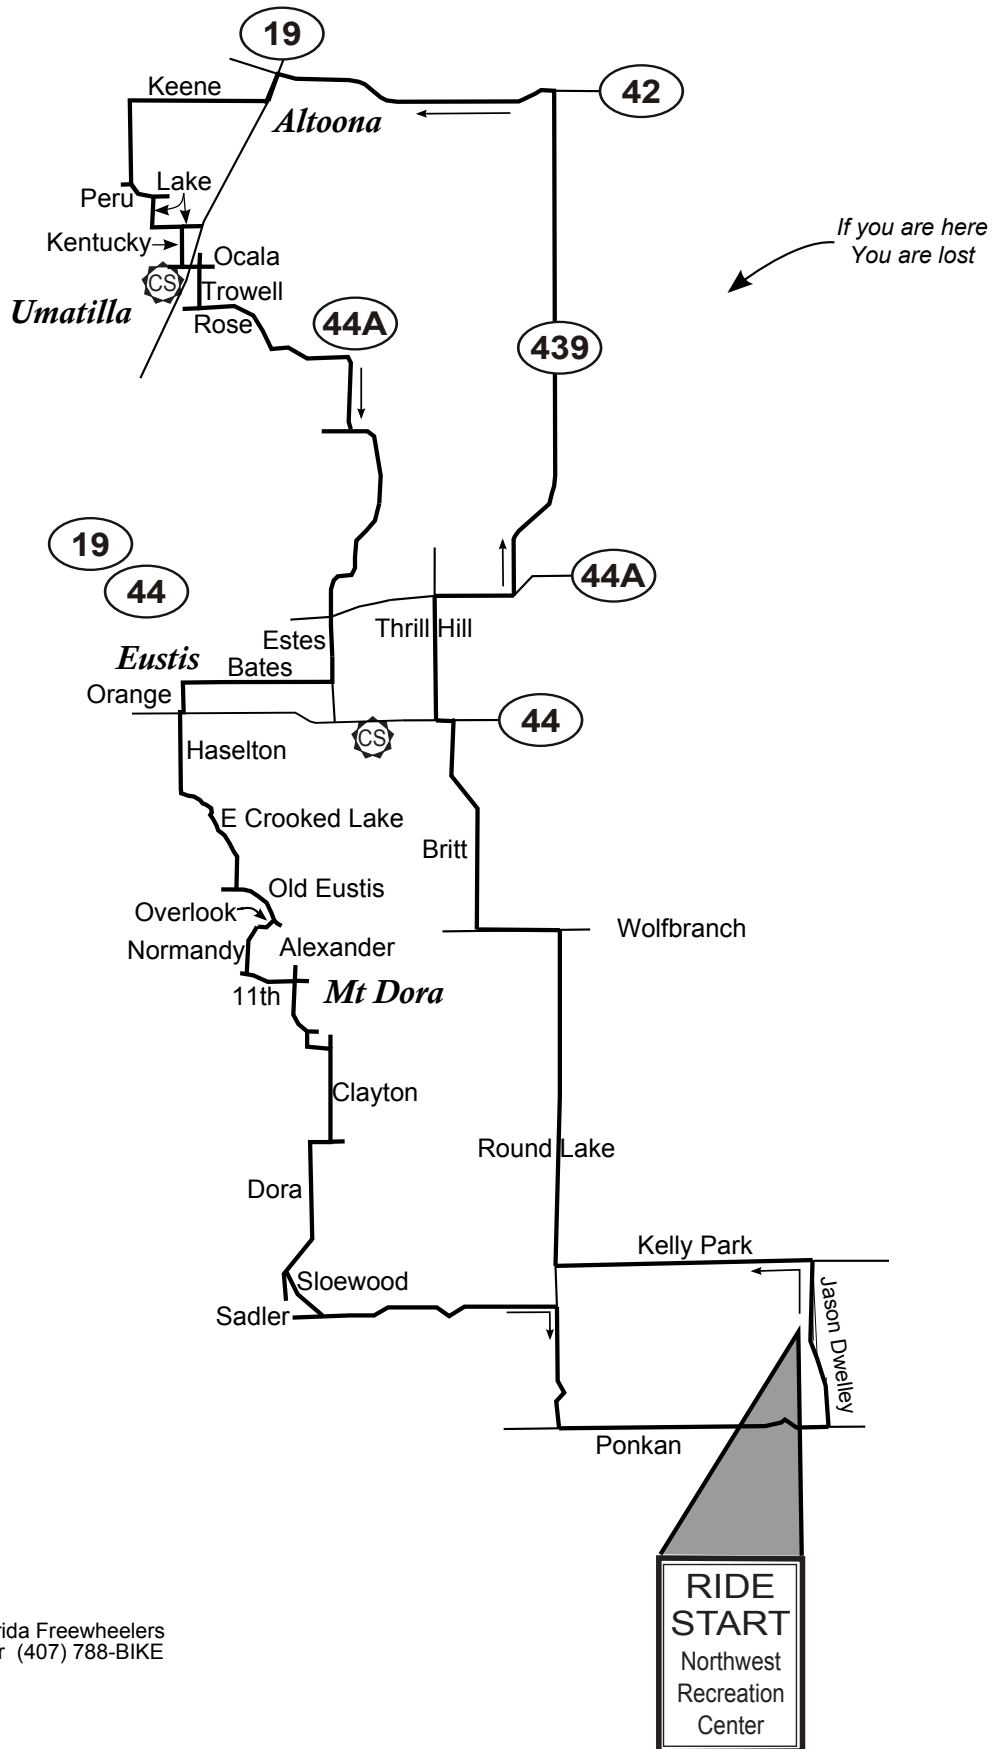 19
Keene
42
Altoona
Lake
Peru
If you are here
You are lost
Kentucky
Ocala
CS
Trowell
Umatilla
Rose
44A
439
19
44
44A
Thrill Hill
Estes
Eustis
Bates
Orange
44
CS
Haselton
E Crooked Lake
Britt
Old Eustis
Overlook
Wolfbranch
Normandy
Alexander
11th
Mt Dora
Clayton
Round Lake
Dora
Kelly Park
Sloewood
Jason Dwelley
Sadler
Ponkan
RIDE
START
Northwest
Recreation
Center
rida Freewheelers
r (407) 788-BIKE